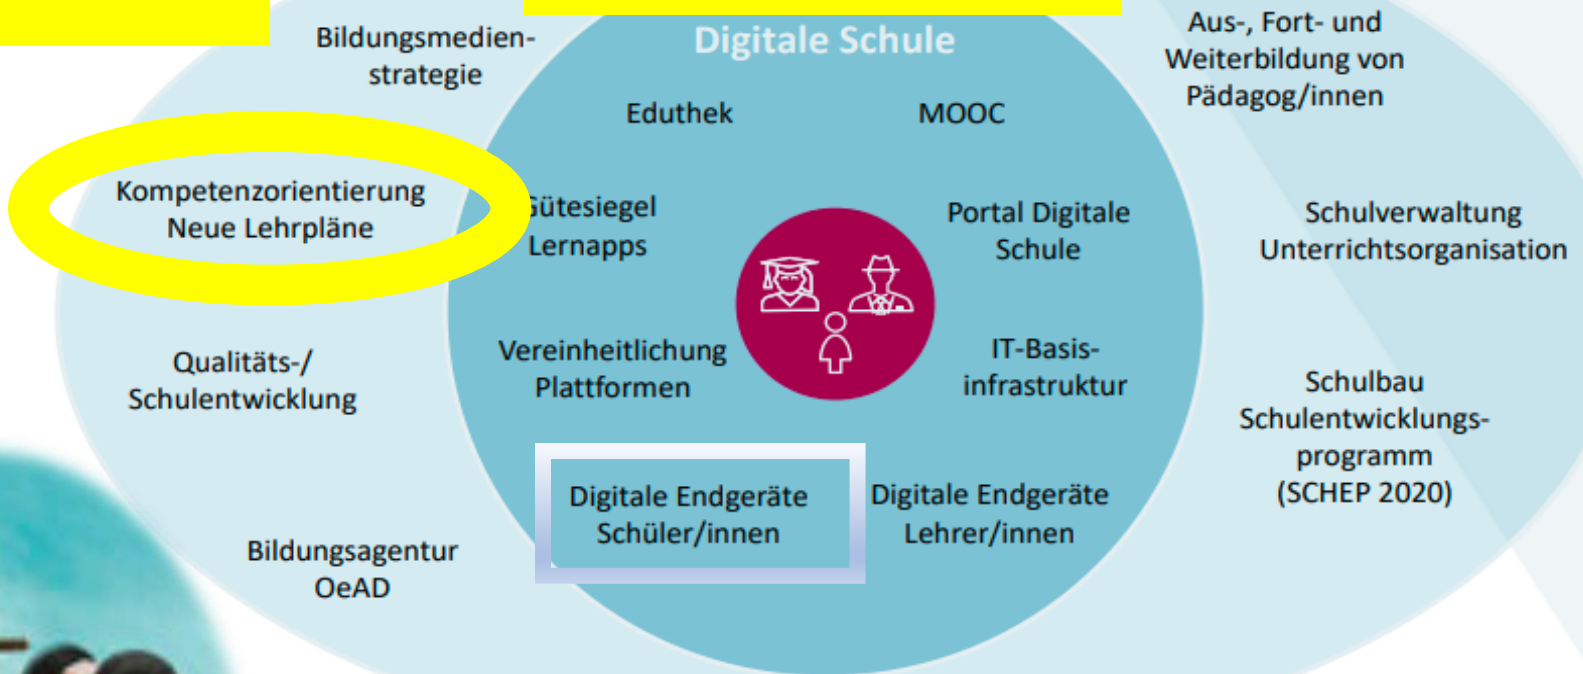 Digitale Schule
Bildungsmedien-
strategie
Eduthek
MOOC
Aus-, Fort- und
Weiterbildung von
Pädagog/innen
Kompetenzorientierung
Neue Lehrpläne
Gütesiegel
Lernapps
Portal Digitale
Schule
Schulverwaltung
Unterrichtsorganisation
Qualitäts-/
Schulentwicklung
Vereinheitlichung
Plattformen
IT-Basis-
infrastruktur
Schulbau
Schulentwicklungs-
programm
(SCHEP 2020)
Digitale Endgeräte
Schüler/innen
Digitale Endgeräte
Lehrer/innen
Bildungsagentur
OeAD